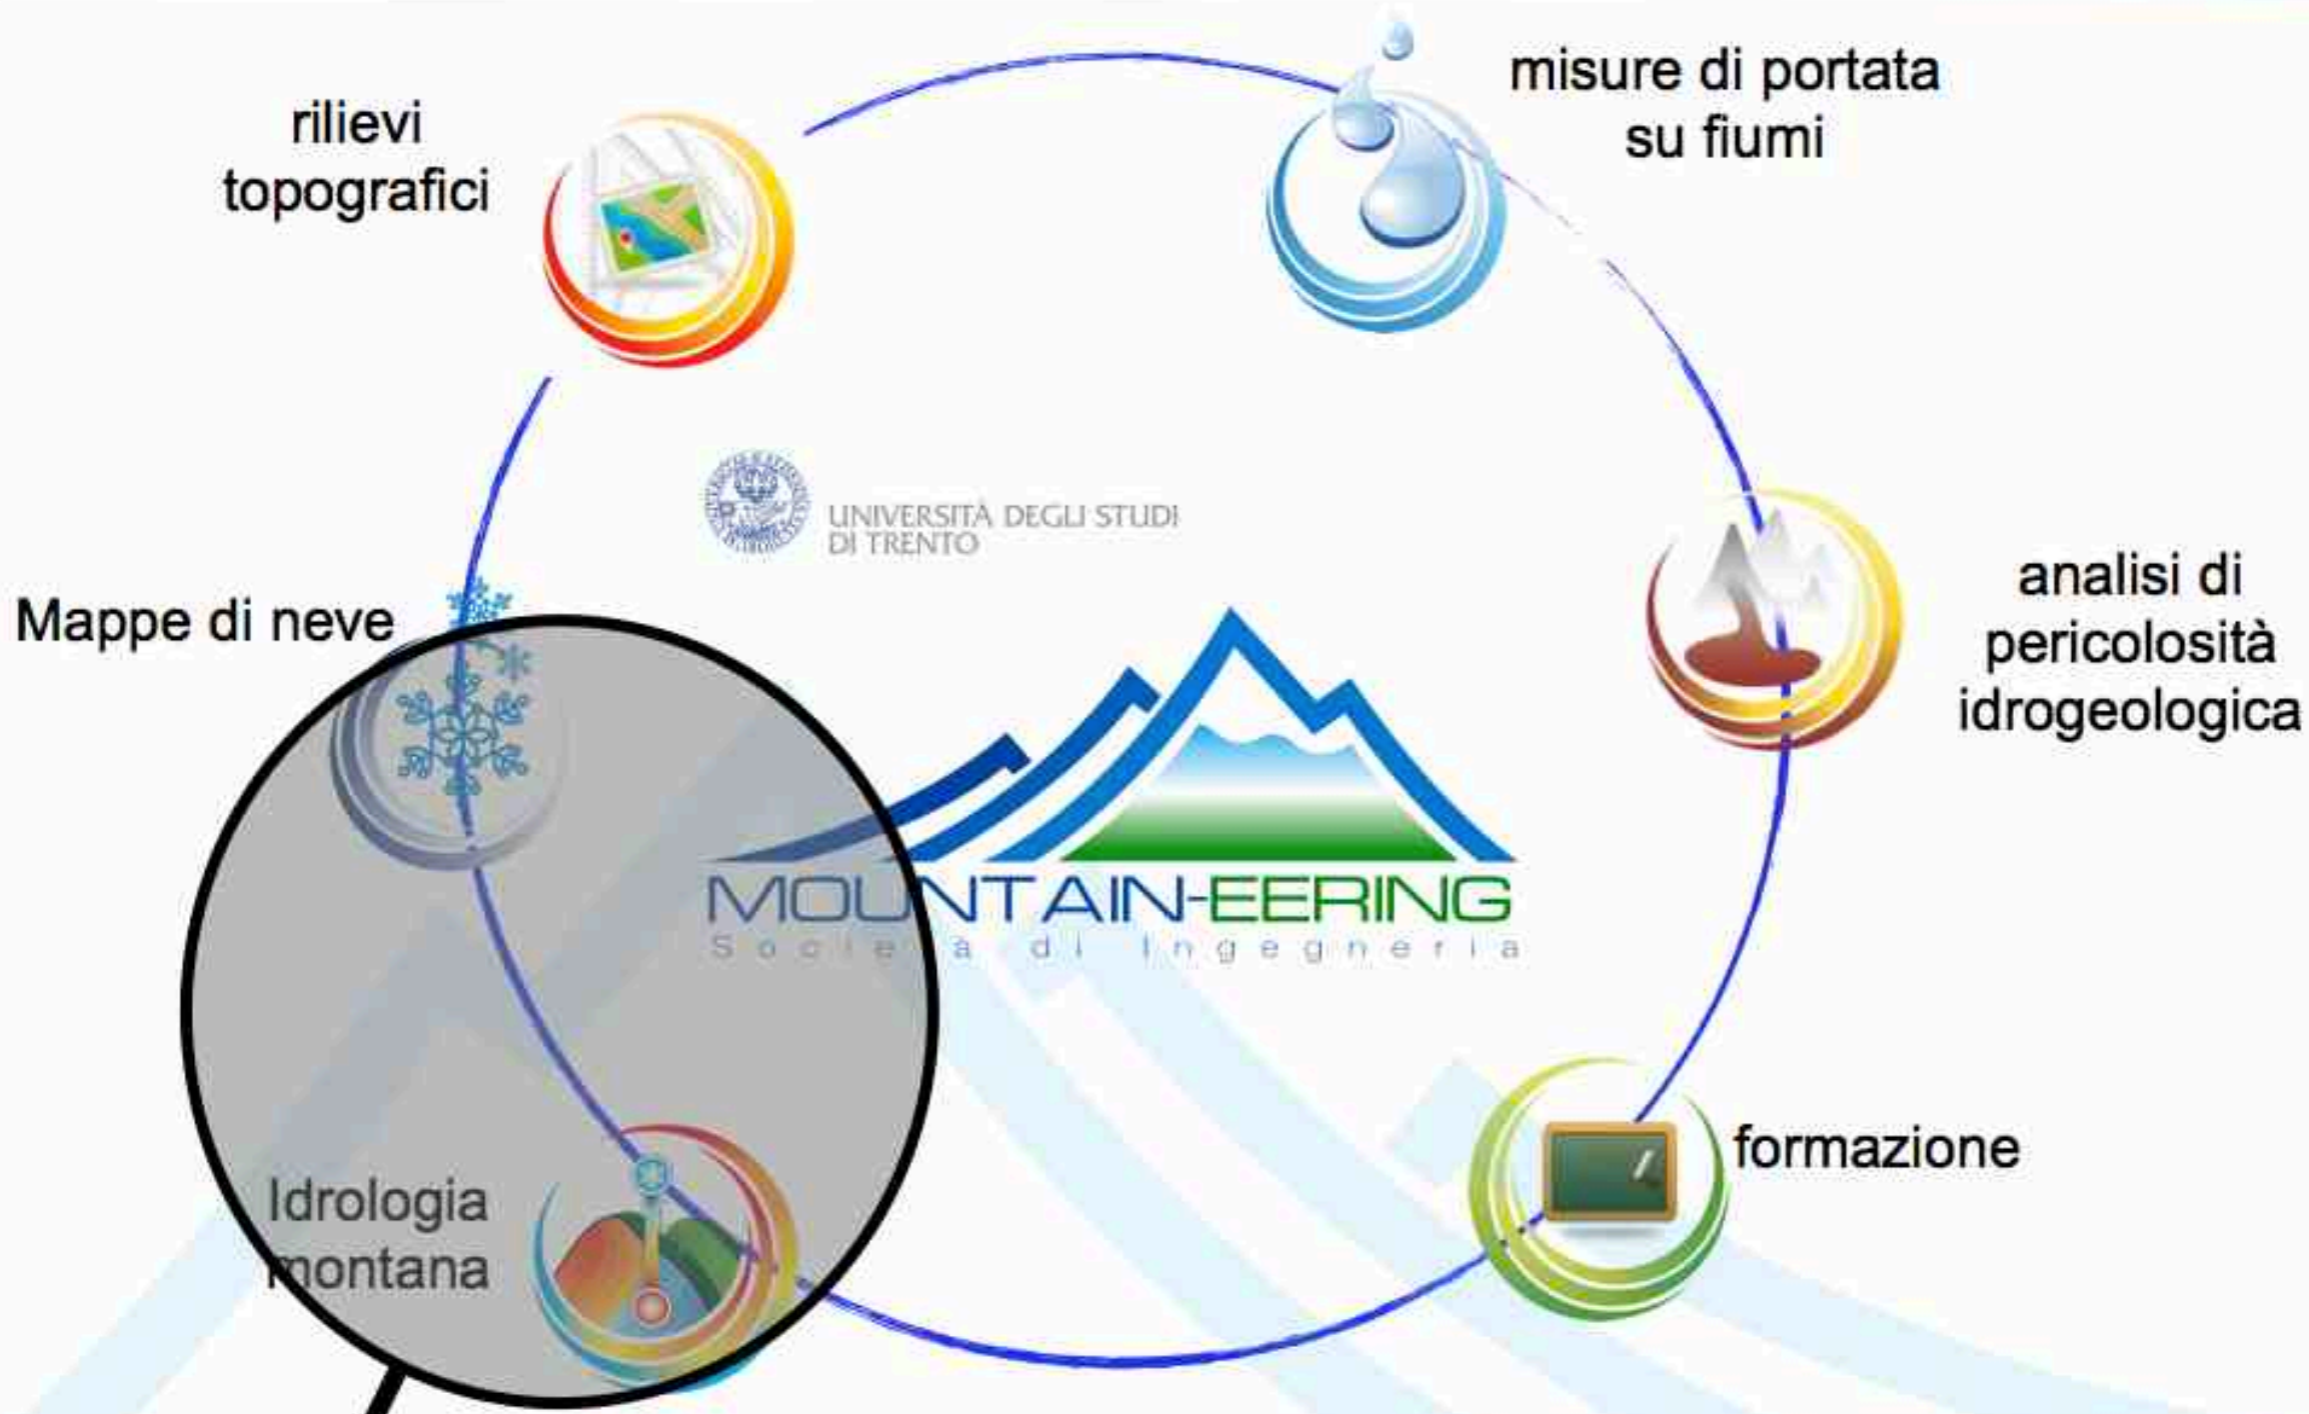 misure di portata
su fiumi
rilievi
topografici
UNIVERSITÀ DEGLI STUDI
DI TRENTO
Mappe di neve
analisi di
pericolosità
idrogeologica
MOUNTAIN-EERING
Società di Ingegneria
formazione
Idrologia
montana